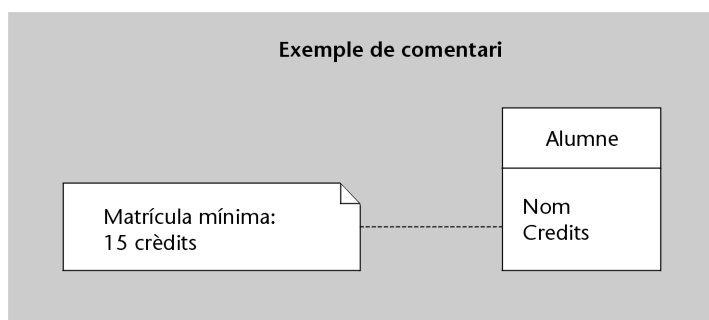 Exemple de comentari
Alumne
Matrícula mínima:
15 crèdits
Nom
Credits